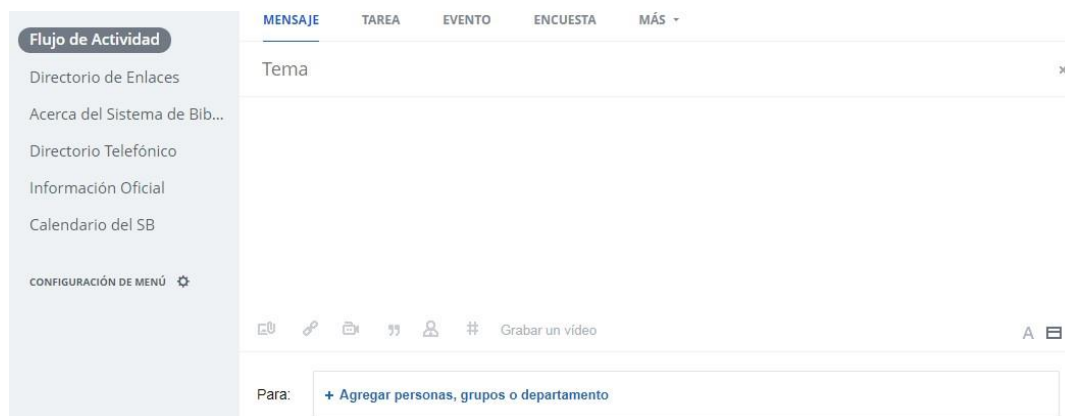 Flujo de Actividad
Directorio de Enlaces
Acerca del Sistema de Bib...
Directorio Telefónico
Información Oficial
Calendario del SB
CONFIGURACIÓN DE MENÚ
MENSAJE TAREA EVENTO ENCUESTA MÁS
Tema
Grabar un vídeo
A
Para: + Agregar personas, grupos o departamento